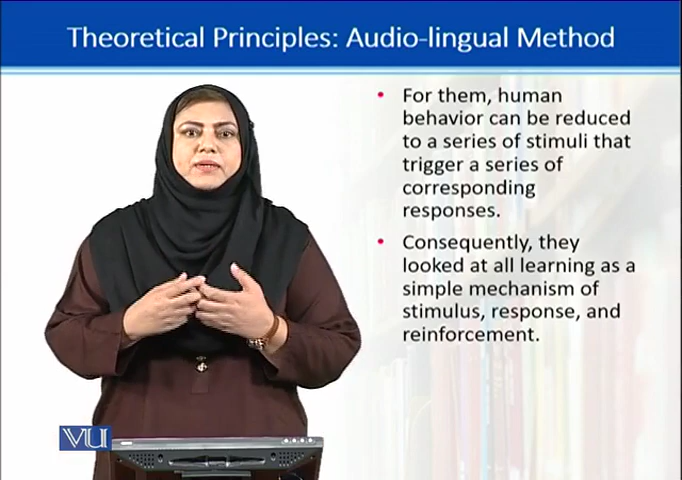 Theoretical Principles: Audio-lingual Method
• For them, human
behavior can be reduced
to a series of stimuli that
trigger a series of
corresponding
responses.
• Consequently, they
looked at all learning as a
simple mechanism of
stimulus, response, and
reinforcement.
VU